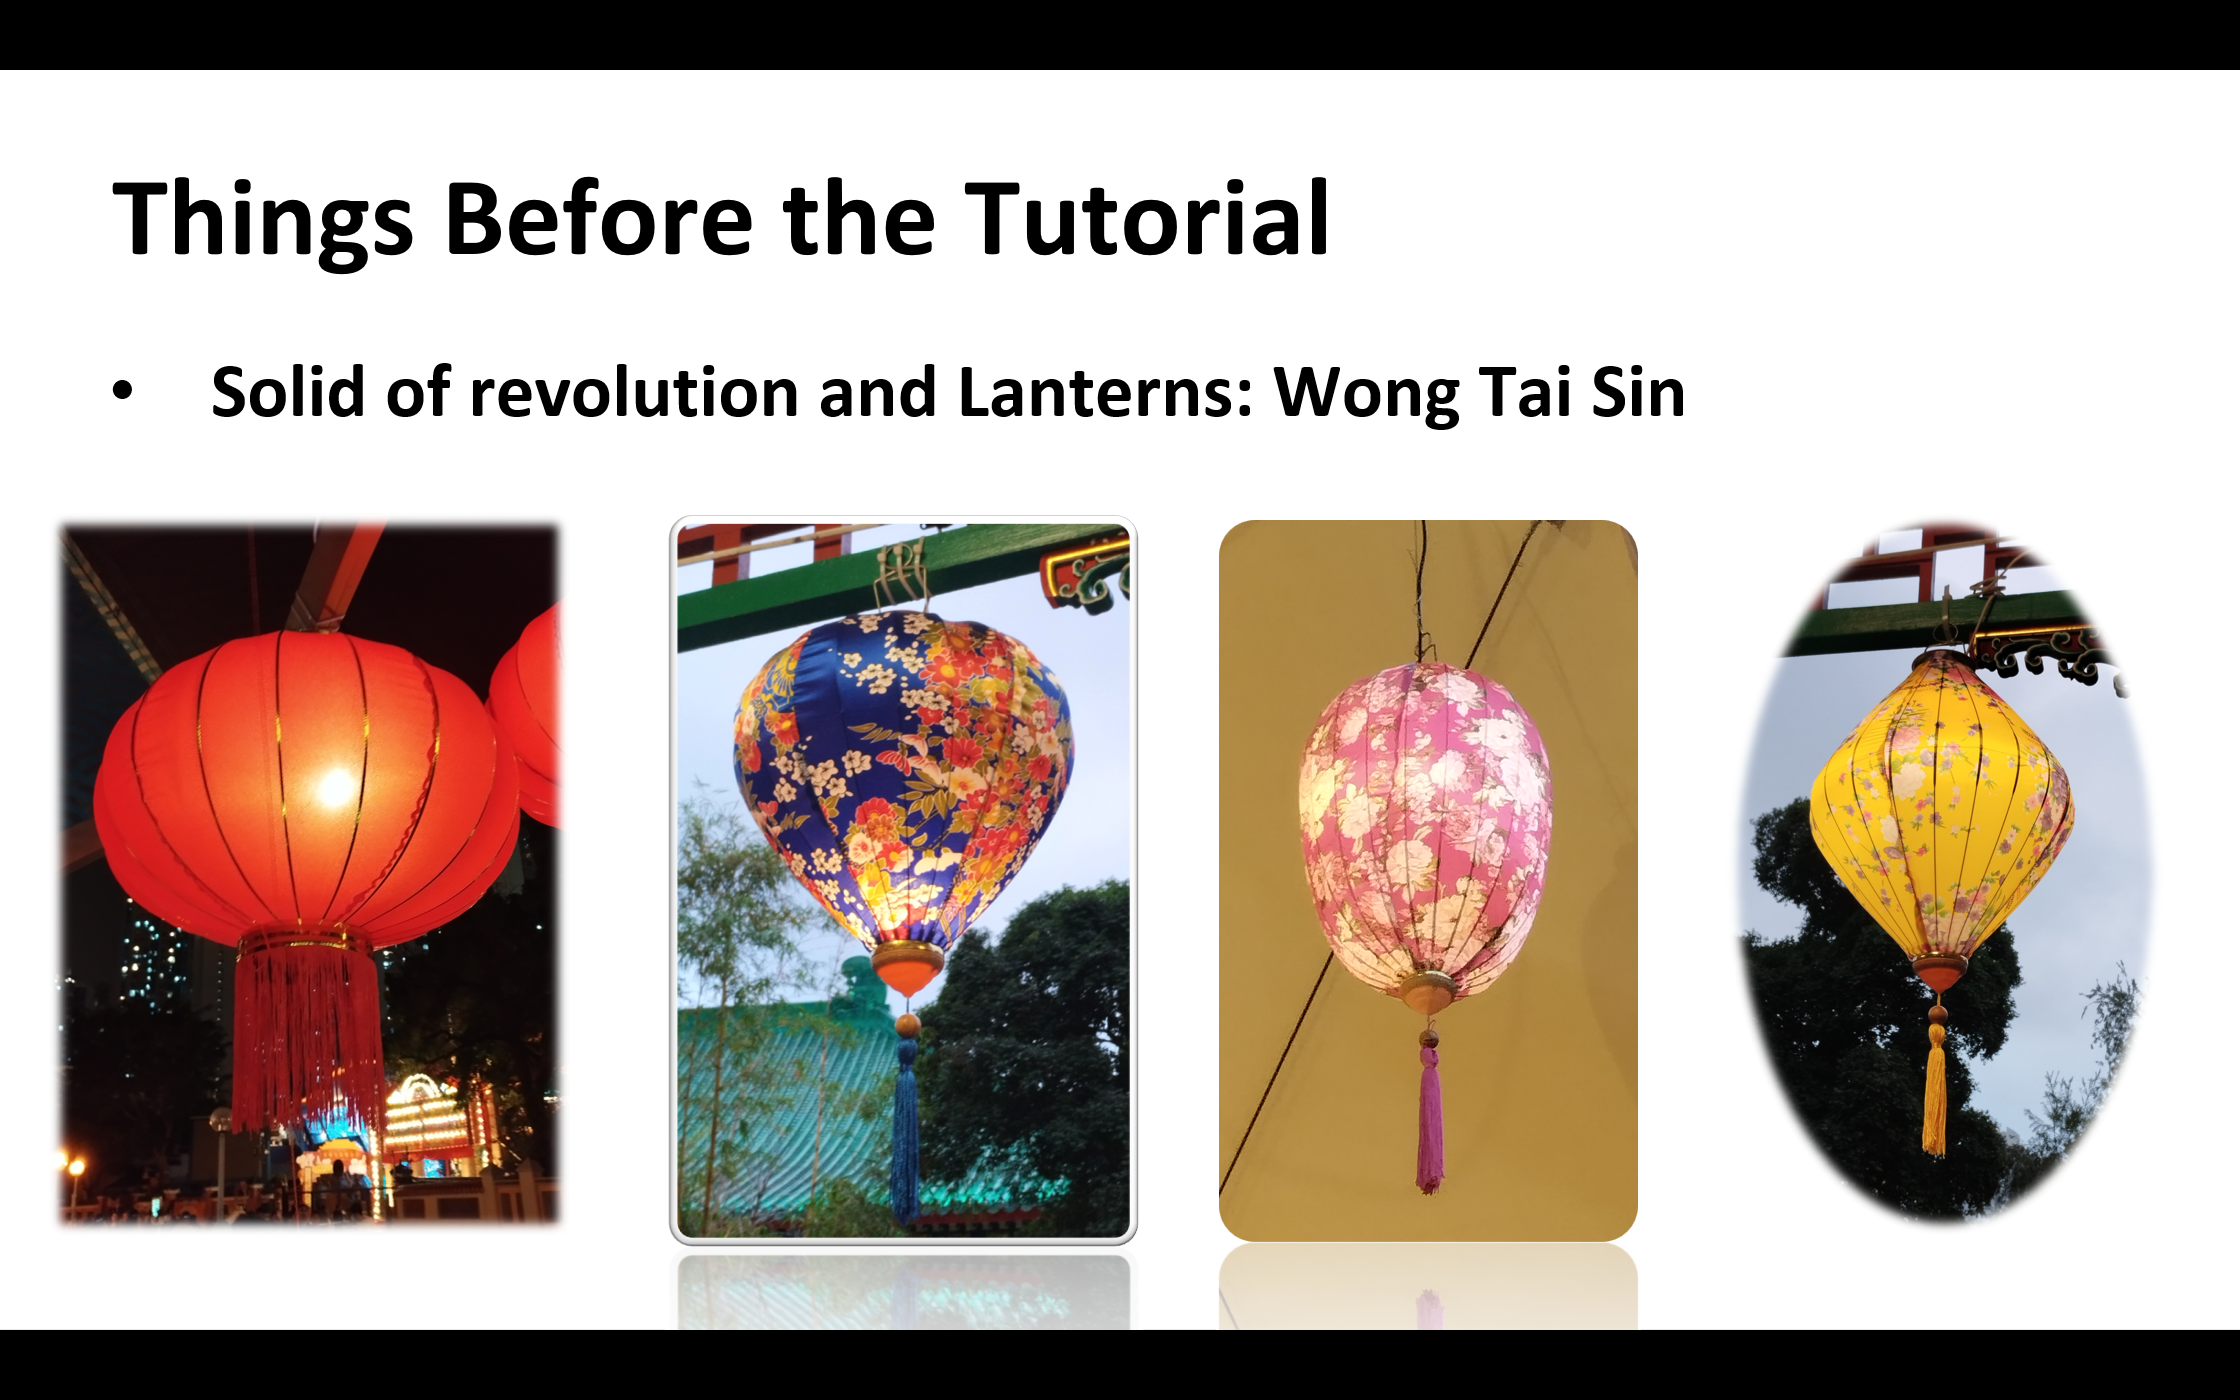 Things Before the Tutorial
• Solid of revolution and Lanterns: Wong Tai Sin